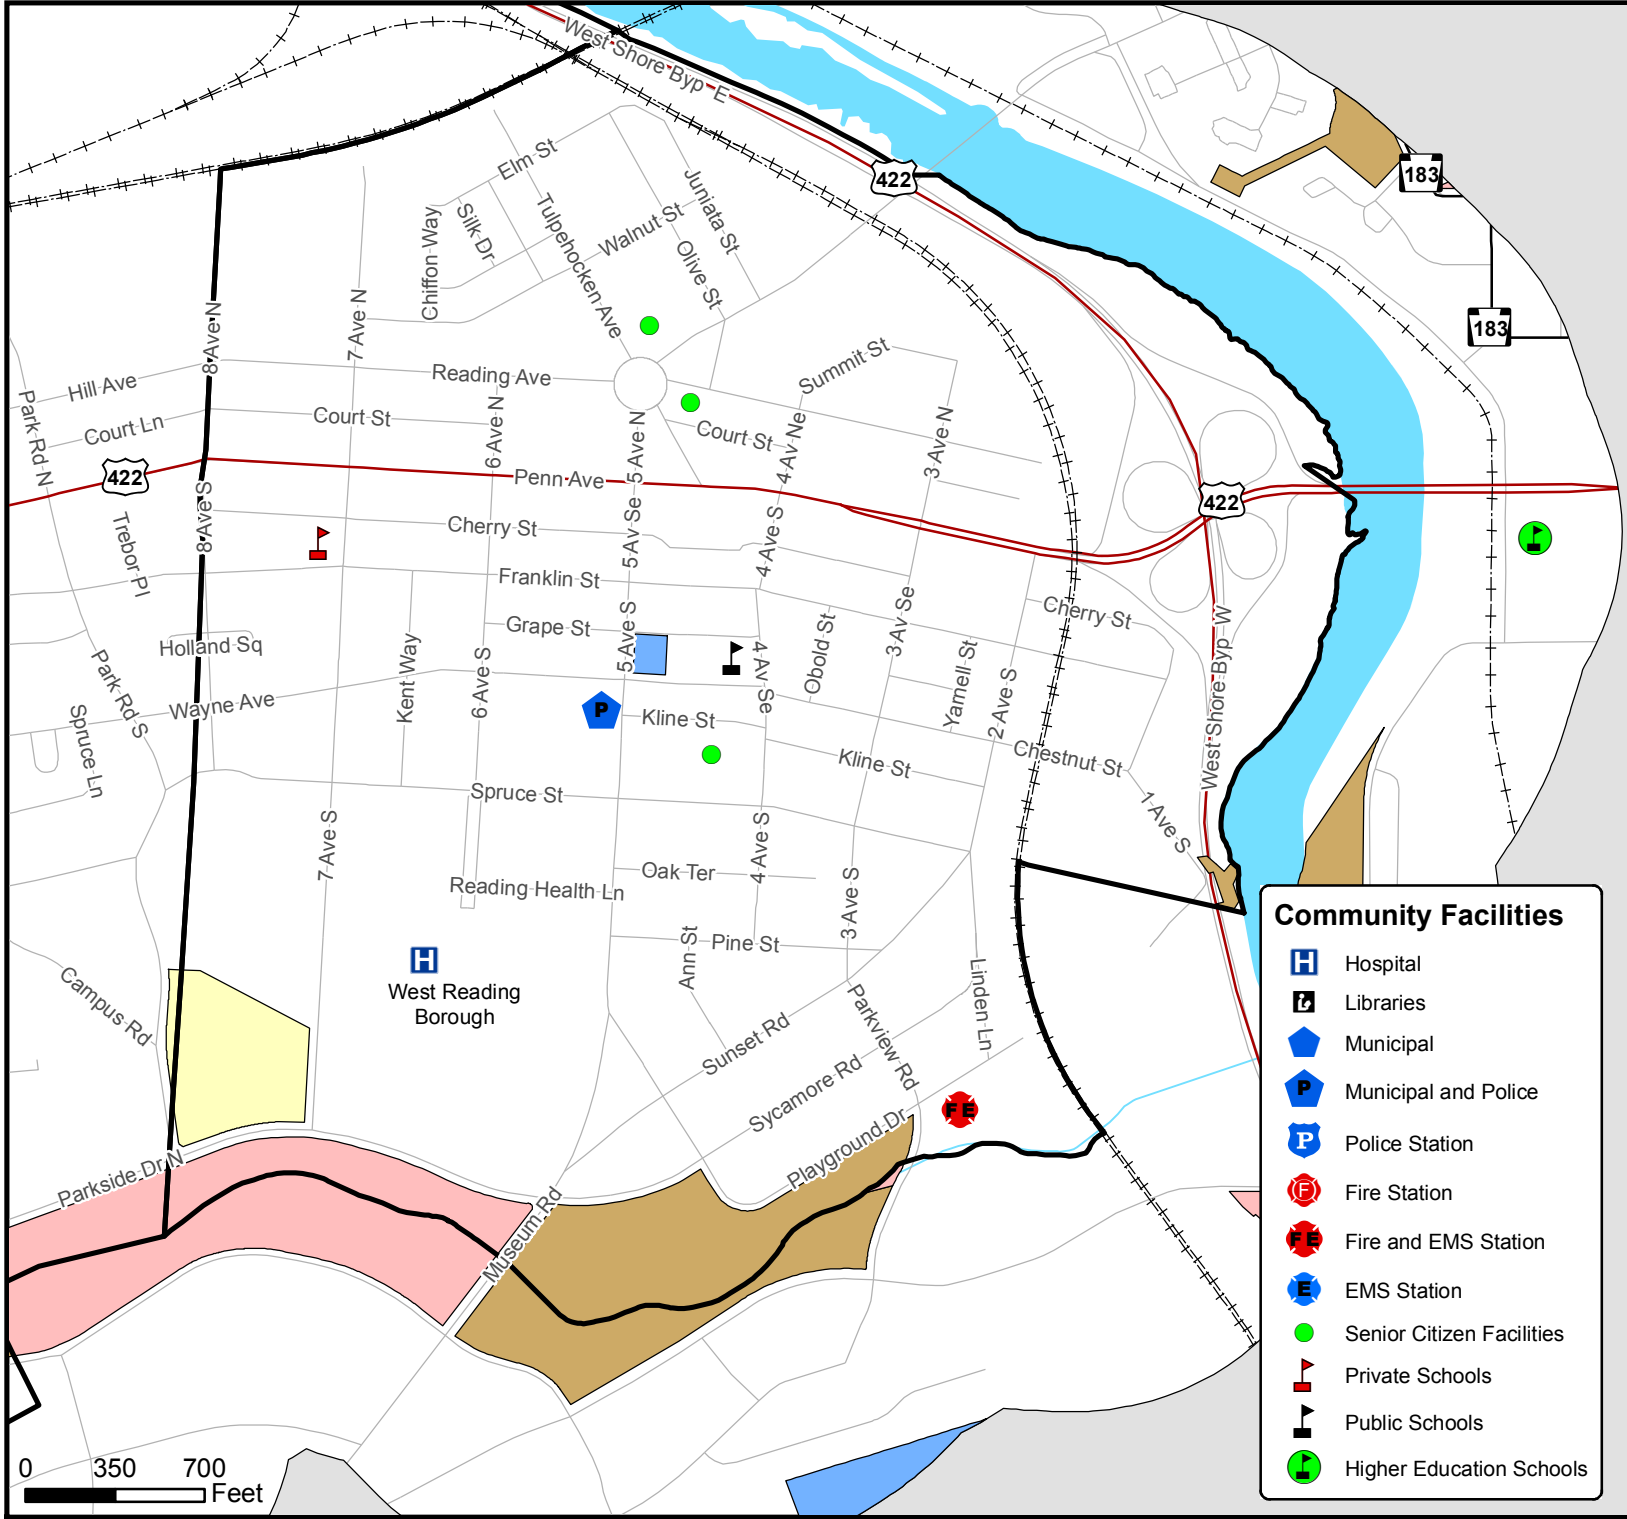 West Shore Byp E
422
183
183
Elm St
Juniata St
Tulpehocken Ave
Silk Dr
Chiffon Way
Walnut St
Olive St
8 Ave N
7 Ave N
Summit St
Hill Ave
Reading Ave
Park Rd N
Court Ln
Court St
6 Ave N
5 Ave N
Court St
4 Av Ne
3 Ave N
422
Penn Ave
422
8 Ave S
Trebor Pl
Cherry St
5 Av Se
4 Ave S
Franklin St
Grape St
5 Ave S
Cherry St
3 Av Se
Obold St
Holland Sq
Kent Way
6 Ave S
4 Av Se
Yarnell St
2 Ave S
West Shore Byp W
Park Rd S
Wayne Ave
P
Kline St
Spruce Ln
Kline St
Chestnut St
Spruce St
1 Ave S
7 Ave S
4 Ave S
Oak Ter
Reading Health Ln
3 Ave S
Pine St
Ann St
H
West Reading
Borough
Campus Rd
Linden Ln
Parkview Rd
Sunset Rd
Sycamore Rd
F E
Playground Dr
Parkside Dr N
Museum Rd
Community Facilities
H Hospital
Libraries
Municipal
P Municipal and Police
P Police Station
F Fire Station
F E Fire and EMS Station
E EMS Station
Senior Citizen Facilities
Private Schools
Public Schools
Higher Education Schools
0 350 700
Feet